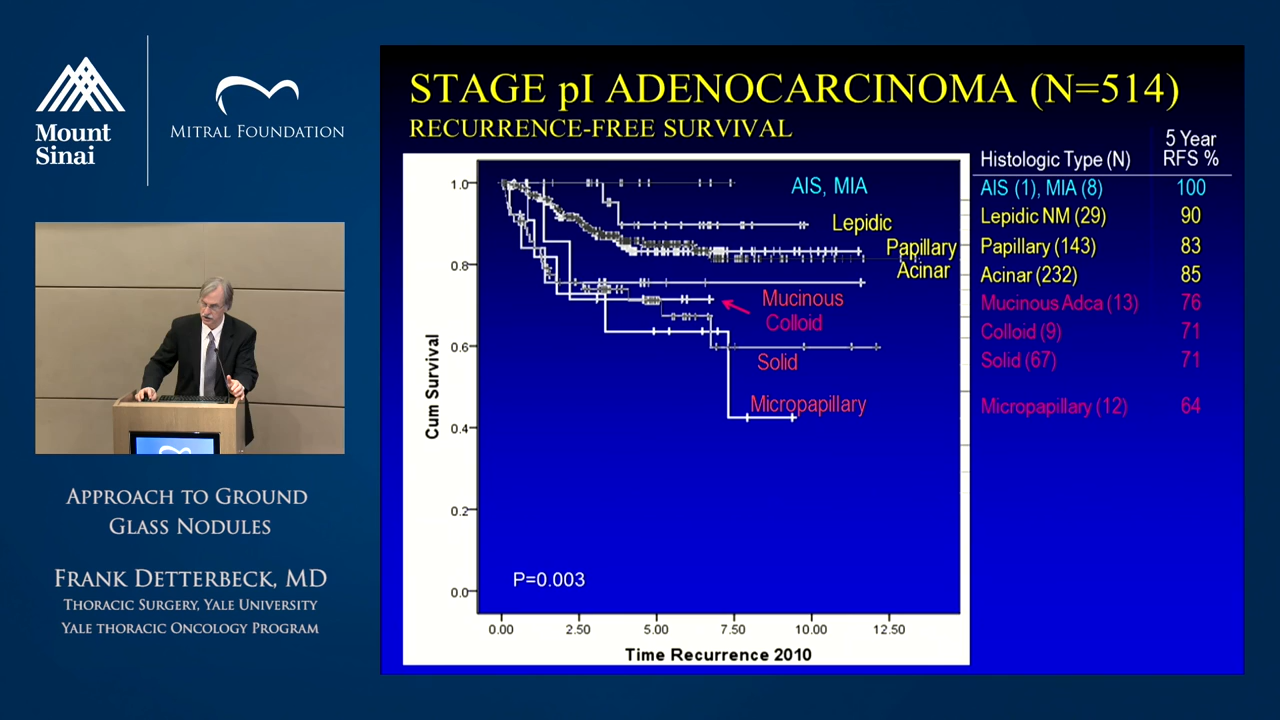 Mount
Sinai
MITRAL FOUNDATION
APPROACH TO GROUND
GLASS NODULES
FRANK DETTERBECK, MD
THORACIC SURGERY, YALE UNIVERSITY
YALE THORACIC ONCOLOGY PROGRAM
STAGE pI ADENOCARCINOMA (N=514)
RECURRENCE-FREE SURVIVAL
Cum Survival
1.0
0.8
0.6
0.4
0.2
0.0
AIS, MIA
Lepidic
Papillary
Acinar
Mucinous
Colloid
Solid
Micropapillary
P=0.003
0.00 2.50 5.00 7.50 10.00 12.50
Time Recurrence 2010
5 Year
Histologic Type (N) RFS %
AIS (1), MIA (8) 100
Lepidic NM (29) 90
Papillary (143) 83
Acinar (232) 85
Mucinous Adca (13) 76
Colloid (9) 71
Solid (67) 71
Micropapillary (12) 64